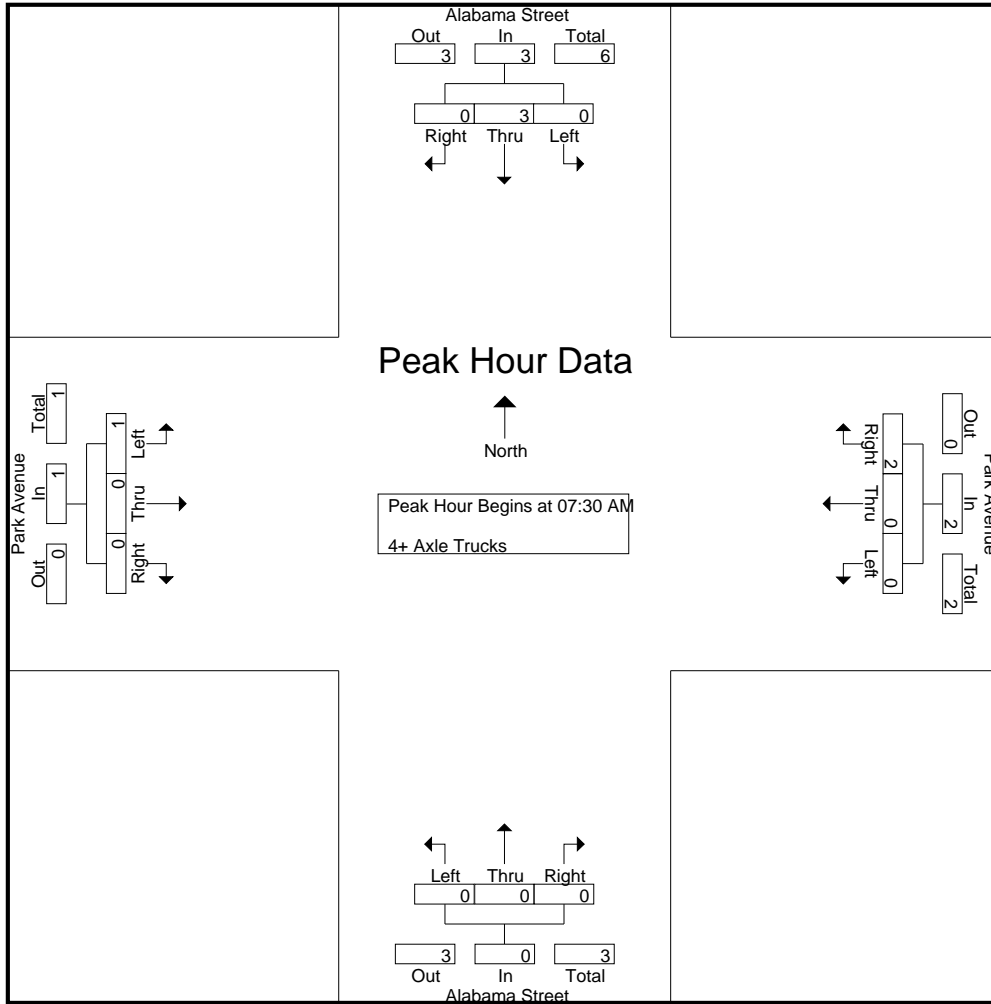 Alabama Street
Out In Total
3 3 6
0 3 0
Right Thru Left
Peak Hour Data
North
Peak Hour Begins at 07:30 AM
4+ Axle Trucks
Park Avenue
Out In Total
0 1 1
Right Thru Left
0 0 1
Park Avenue
Out In Total
0 2 2
Right Thru Left
2 0 0
Left Thru Right
0 0 0
3 0 3
Out In Total
Alabama Street